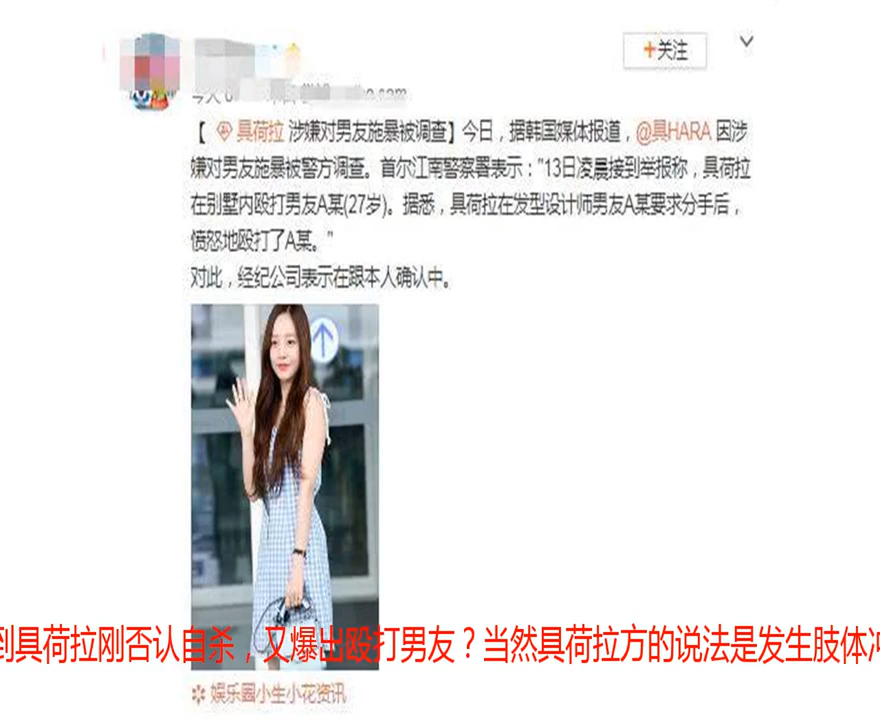 +关注
【 具荷拉 涉嫌对男友施暴被调查】今日，据韩国媒体报道，@具HARA 因涉
嫌对男友施暴被警方调查。首尔江南警察署表示："13日凌晨接到举报称，具荷拉
在别墅内殴打男友A某(27岁)。据悉，具荷拉在发型设计师男友A某要求分手后，
愤怒地殴打了A某。"
对此，经纪公司表示在跟本人确认中。
到具荷拉刚否认自杀，又爆出殴打男友？当然具荷拉方的说法是发生肢体冲
娱乐圈小生小花资讯